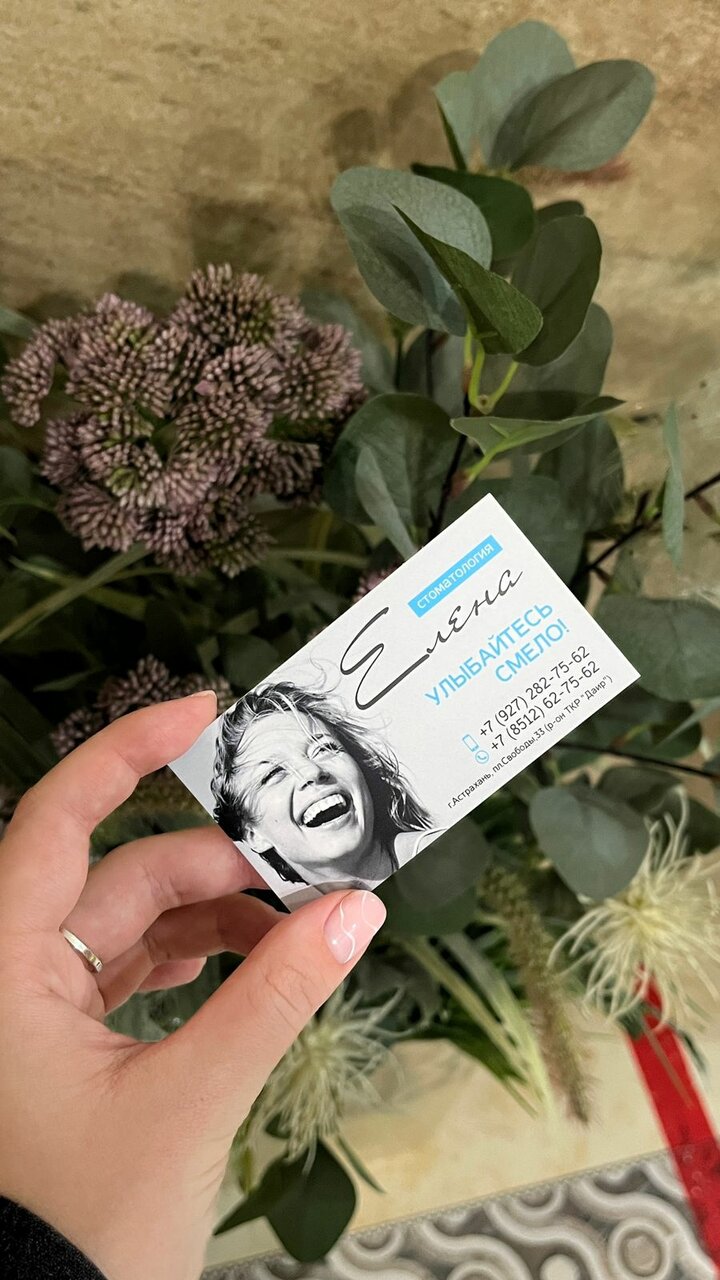 стоматология
Елена
УЛЫБАЙТЕСЬ
СМЕЛО!
+7 (927) 282-75-62
+7 (8512) 62-75-62
г.Астрахань, пл.Свободы,33 (р-он ТКР "Даир")